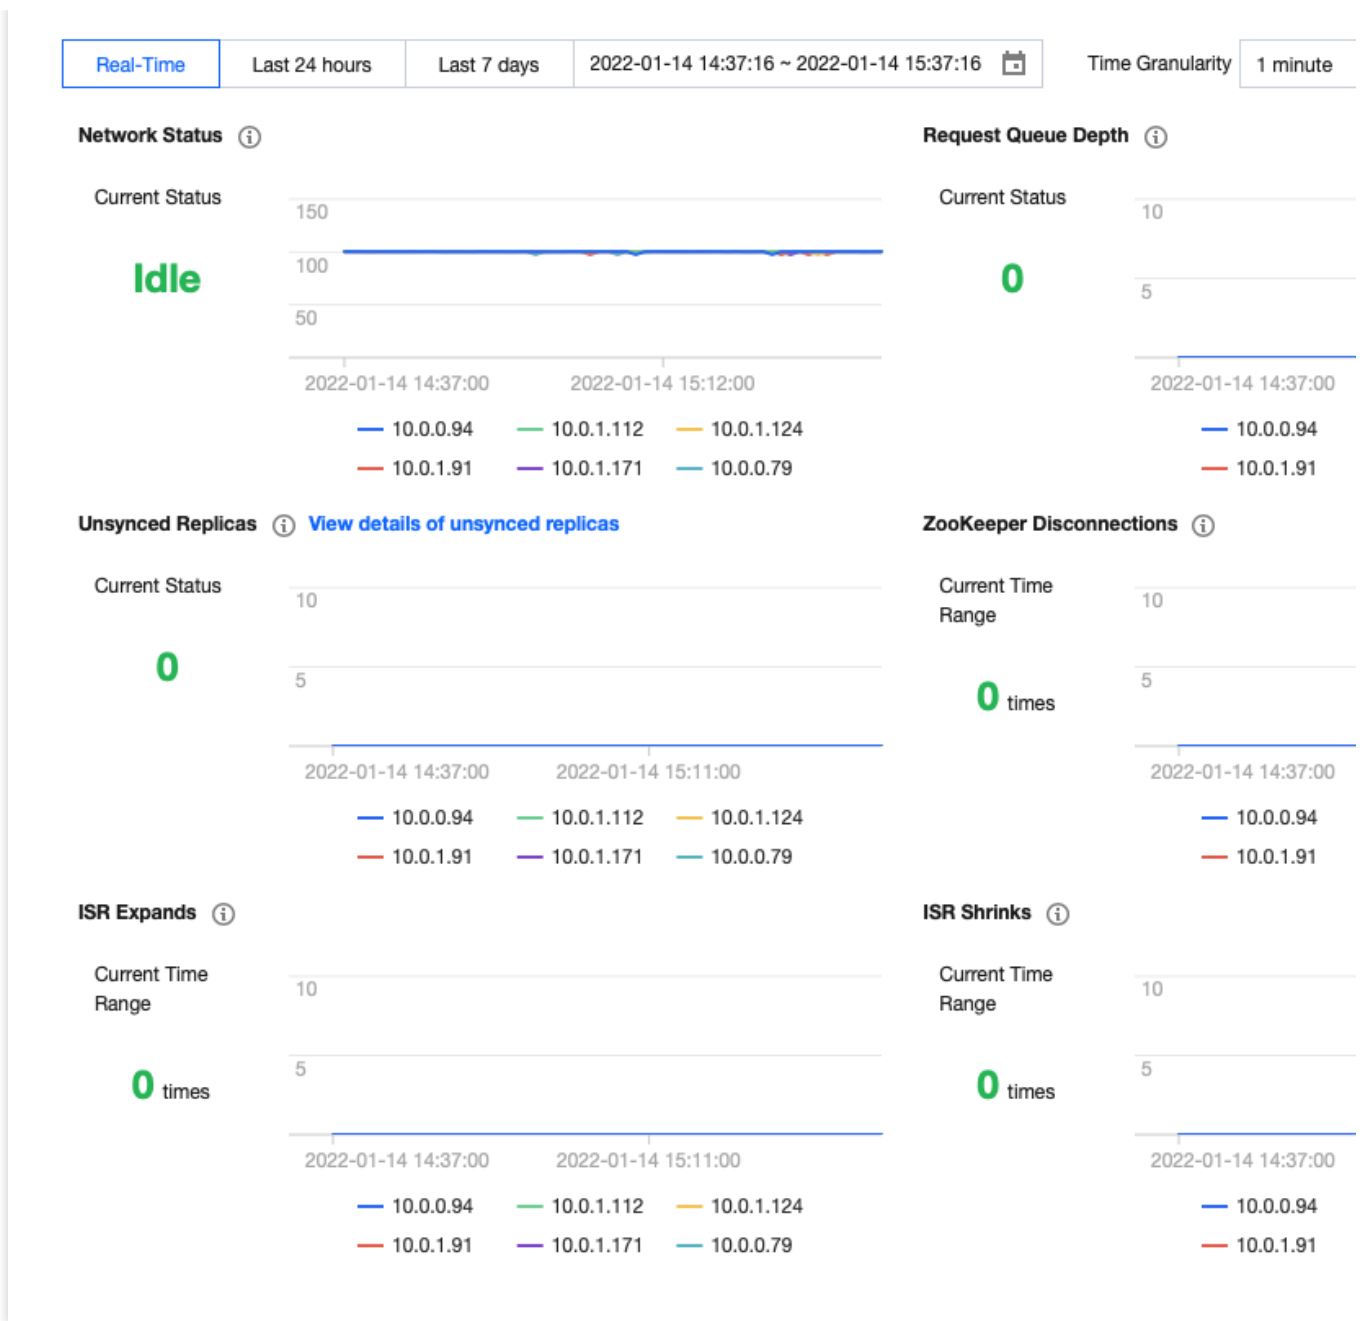 Real-Time Last 24 hours Last 7 days 2022-01-14 14:37:16 ~ 2022-01-14 15:37:16 Time Granularity 1 minute
Network Status
Current Status
Idle
150
100
50
2022-01-14 14:37:00 2022-01-14 15:12:00
10.0.0.94 10.0.1.112 10.0.1.124
10.0.1.91 10.0.1.171 10.0.0.79
Request Queue Depth
Current Status
0
10
5
2022-01-14 14:37:00
10.0.0.94
10.0.1.91
Unsynced Replicas View details of unsynced replicas
Current Status
0
10
5
2022-01-14 14:37:00 2022-01-14 15:11:00
10.0.0.94 10.0.1.112 10.0.1.124
10.0.1.91 10.0.1.171 10.0.0.79
ZooKeeper Disconnections
Current Time
Range
0 times
10
5
2022-01-14 14:37:00
10.0.0.94
10.0.1.91
ISR Expands
Current Time
Range
0 times
10
5
2022-01-14 14:37:00 2022-01-14 15:11:00
10.0.0.94 10.0.1.112 10.0.1.124
10.0.1.91 10.0.1.171 10.0.0.79
ISR Shrinks
Current Time
Range
0 times
10
5
2022-01-14 14:37:00
10.0.0.94
10.0.1.91